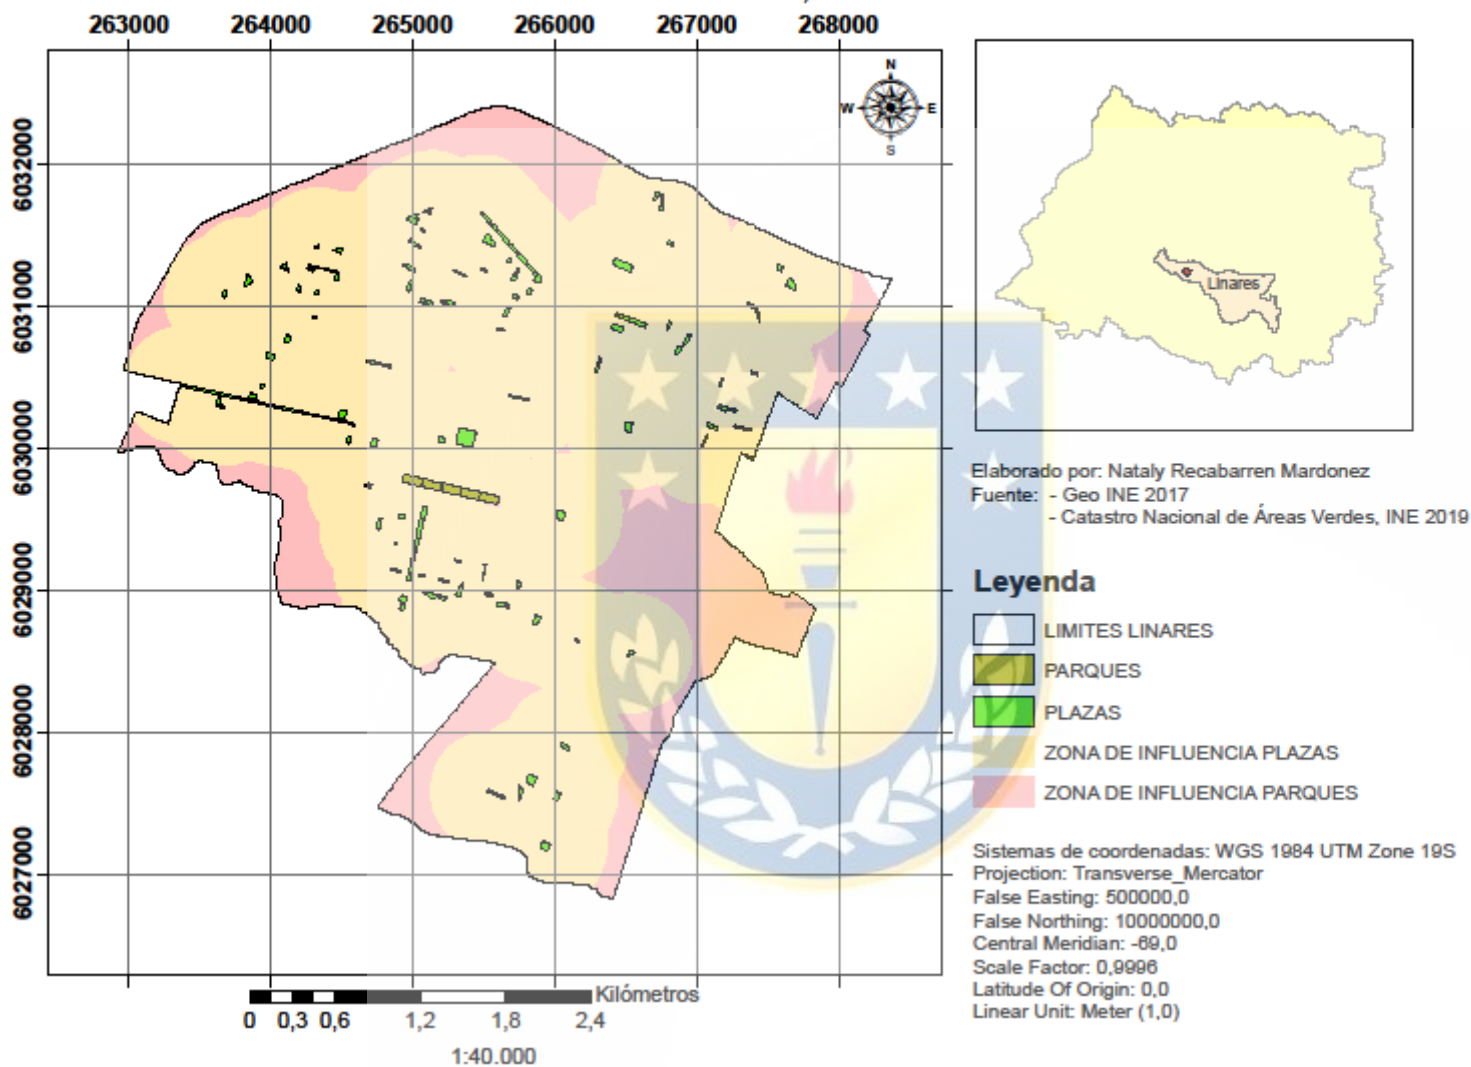 263000 264000 265000 266000 267000 268000
6032000
6031000
6030000
6029000
6028000
6027000
N
W E
S
Linares
Elaborado por: Nataly Recabarren Mardonez
Fuente: - Geo INE 2017
- Catastro Nacional de Áreas Verdes, INE 2019
Leyenda
LIMITES LINARES
PARQUES
PLAZAS
ZONA DE INFLUENCIA PLAZAS
ZONA DE INFLUENCIA PARQUES
Sistemas de coordenadas: WGS 1984 UTM Zone 19S
Projection: Transverse_Mercator
False Easting: 500000,0
False Northing: 10000000,0
Central Meridian: -69,0
Scale Factor: 0,9996
Latitude Of Origin: 0,0
Linear Unit: Meter (1,0)
Kilómetros
0 0,3 0,6 1,2 1,8 2,4
1:40.000